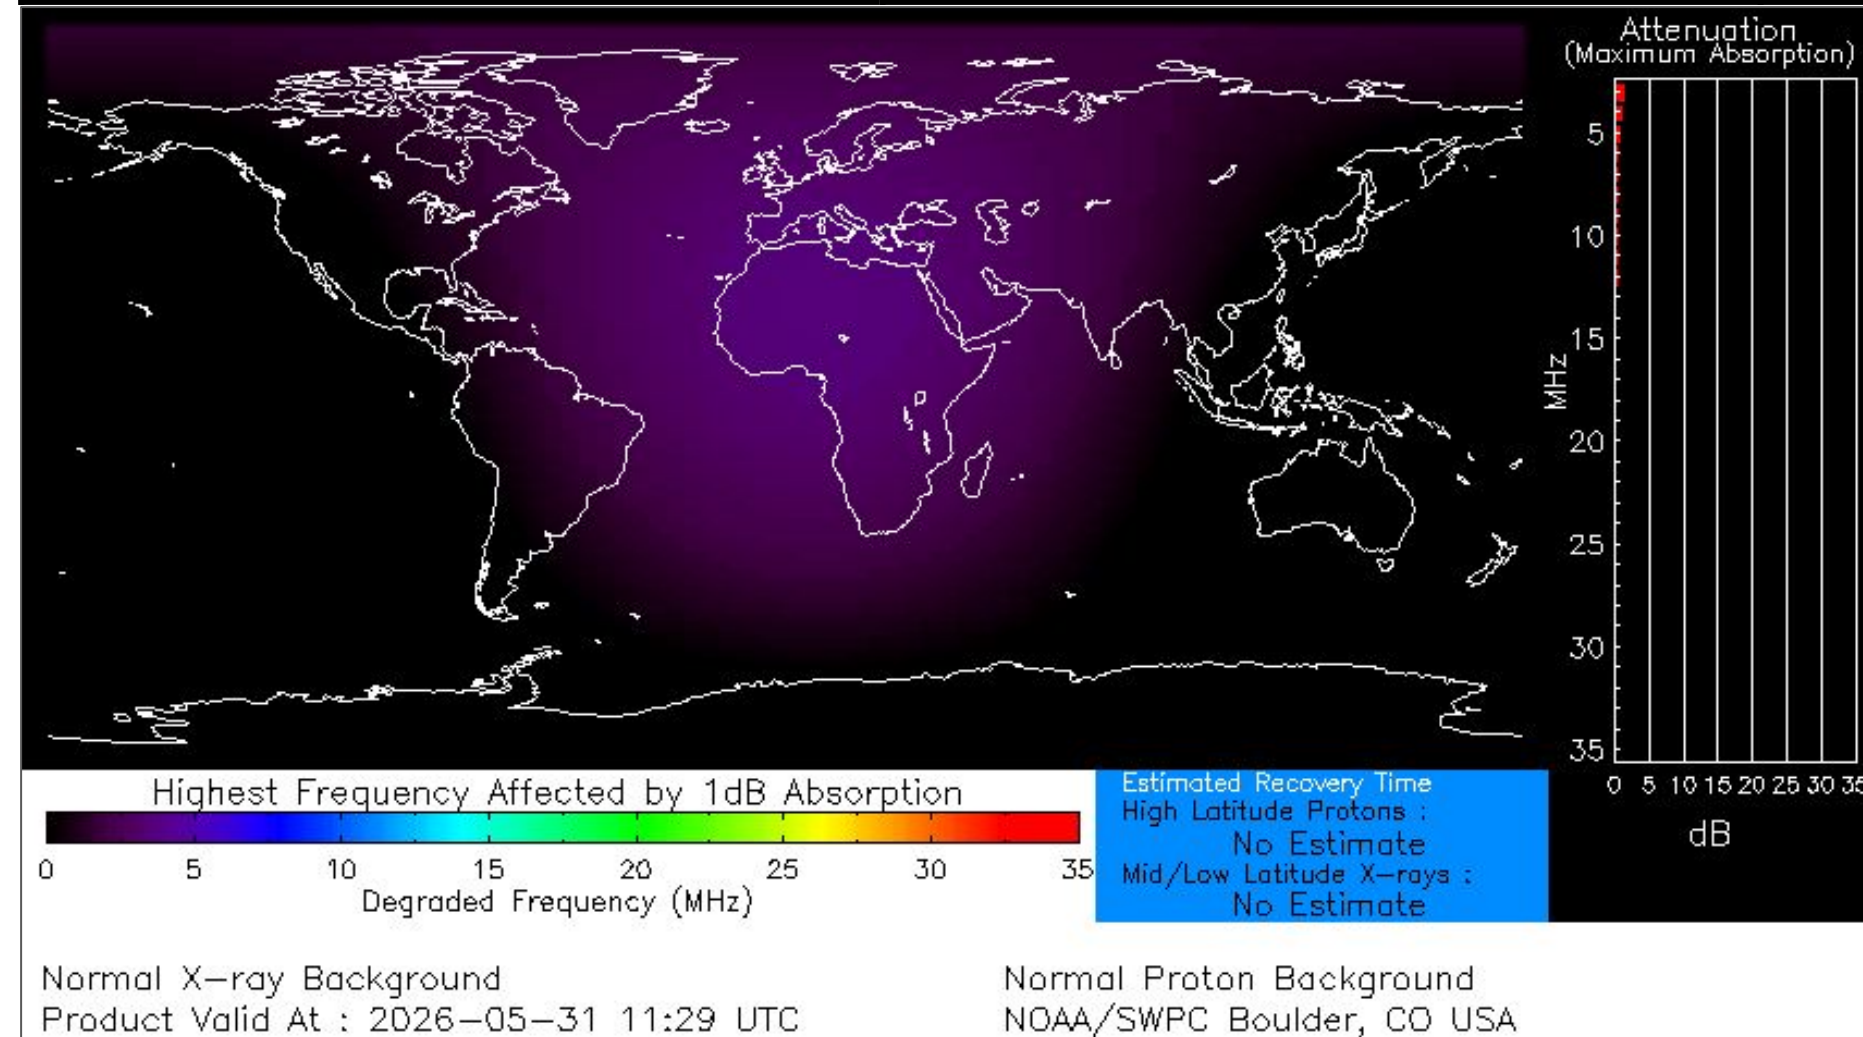 Attenuation
(Maximum Absorption)
5
10
15
20
25
30
35
MHz
0 5 10 15 20 25 30 35
dB
Highest Frequency Affected by 1dB Absorption
0 5 10 15 20 25 30 35
Degraded Frequency (MHz)
Estimated Recovery Time
High Latitude Protons :
No Estimate
Mid/Low Latitude X-rays :
No Estimate
Normal X-ray Background
Normal Proton Background
Product Valid At : 2026-05-31 11:29 UTC
NOAA/SWPC Boulder, CO USA